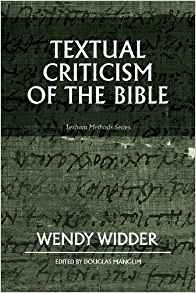 TEXTUAL
CRITICISM
OF THE BIBLE
Lexham Methods Series
WENDY WIDDER
EDITED BY DOUGLAS MANGUM